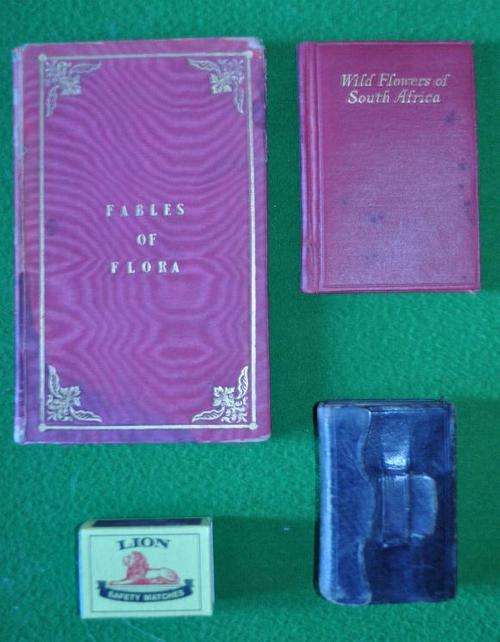 FABLES
OF
FLORA
Wild Flowers of
South Africa
LION
SAFETY MATCHES